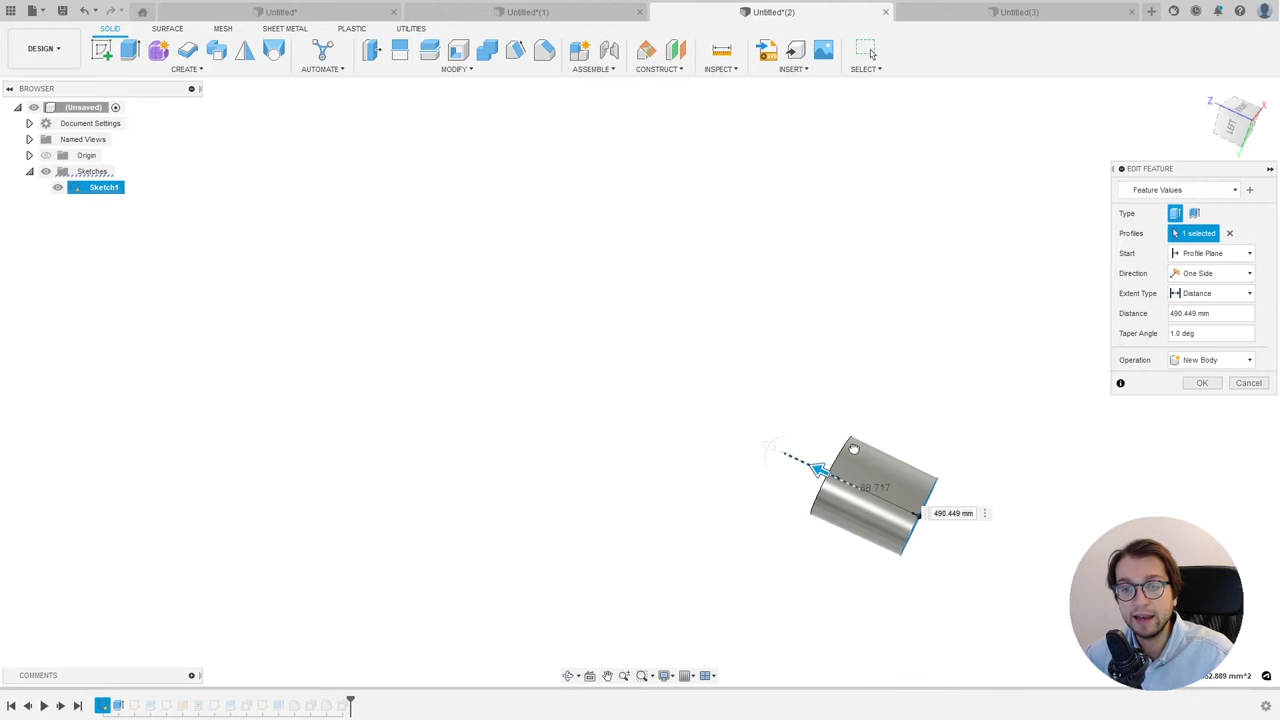 Untitled*
Untitled*(1)
Untitled*(2)
Untitled(3)
DESIGN
SOLID
SURFACE
MESH
SHEET METAL
PLASTIC
UTILITIES
CREATE
AUTOMATE
MODIFY
ASSEMBLE
CONSTRUCT
INSPECT
INSERT
SELECT
BROWSER
(Unsaved)
Document Settings
Named Views
Origin
Sketches
Sketch1
Z
X
Y
LEFT
EDIT FEATURE
Feature Values
Type
Profiles
1 selected
Start
Profile Plane
Direction
One Side
Extent Type
Distance
Distance
490.449 mm
Taper Angle
1.0 deg
Operation
New Body
OK
Cancel
717
490.449 mm
COMMENTS